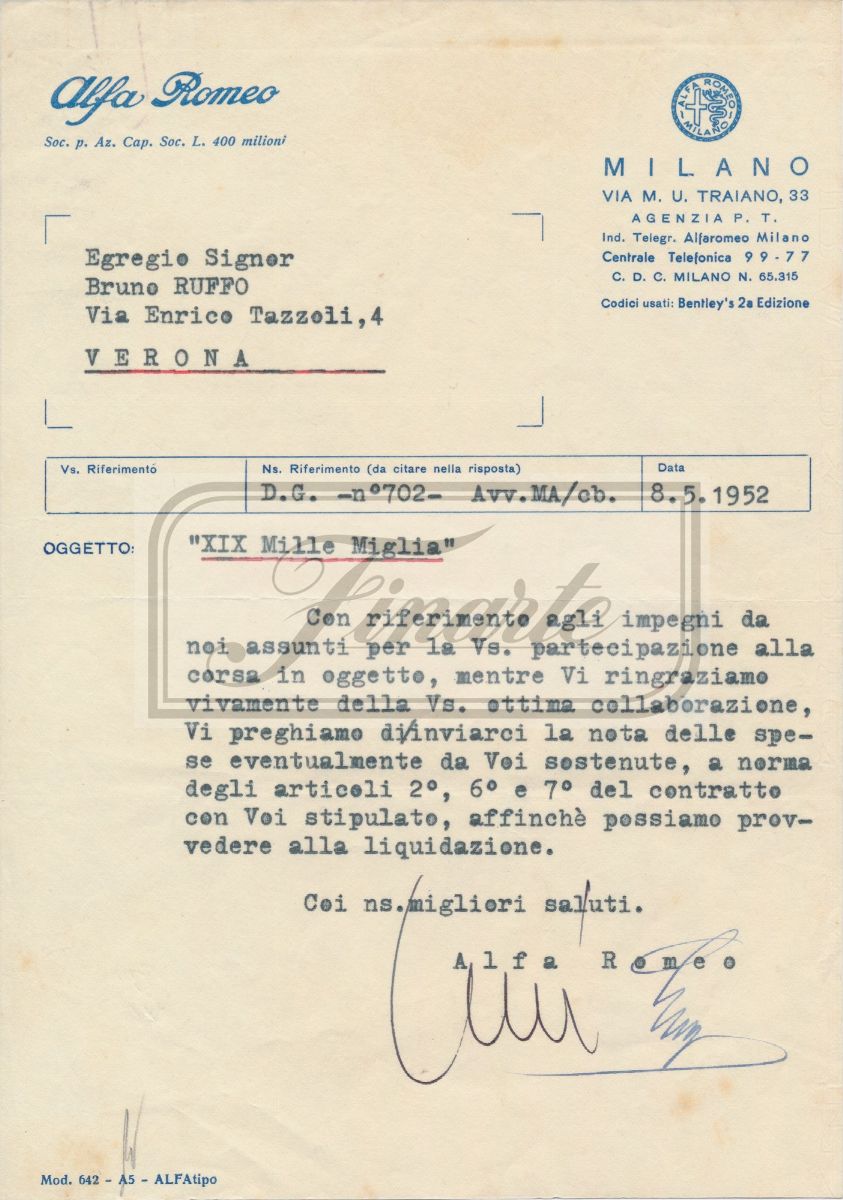 Alfa Romeo
Soc. p. Az. Cap. Soc. L. 400 milioni
ALFA ROMEO
MILANO
MILANO
VIA M. U. TRAIANO, 33
AGENZIA P. T.
Ind. Telegr. Alfaromeo Milano
Centrale Telefonica 99-77
C. D. C. MILANO N. 65.315
Codici usati: Bentley's 2a Edizione
Egregio Signor
Bruno RUFFO
Via Enrico Tazzoli,4
VERONA
Vs. Riferimento
Ns. Riferimento (da citare nella risposta)
Data
D.G. -n°702- Avv.MA/cb.
8.5.1952
OGGETTO: "XIX Mille Miglia"
Finarte
Con riferimento agli impegni da
noi assunti per la Vs. partecipazione alla
corsa in oggetto, mentre Vi ringraziamo
vivamente della Vs. ottima collaborazione,
Vi preghiamo di/inviarci la nota delle spe-
se eventualmente da Voi sostenute, a norma
degli articoli 2°, 6° e 7° del contratto
con Voi stipulato, affinchè possiamo prov-
vedere alla liquidazione.
Coi ns.migliori saluti.
Alfa Romeo
Mod. 642 - A5 - ALFAtipo